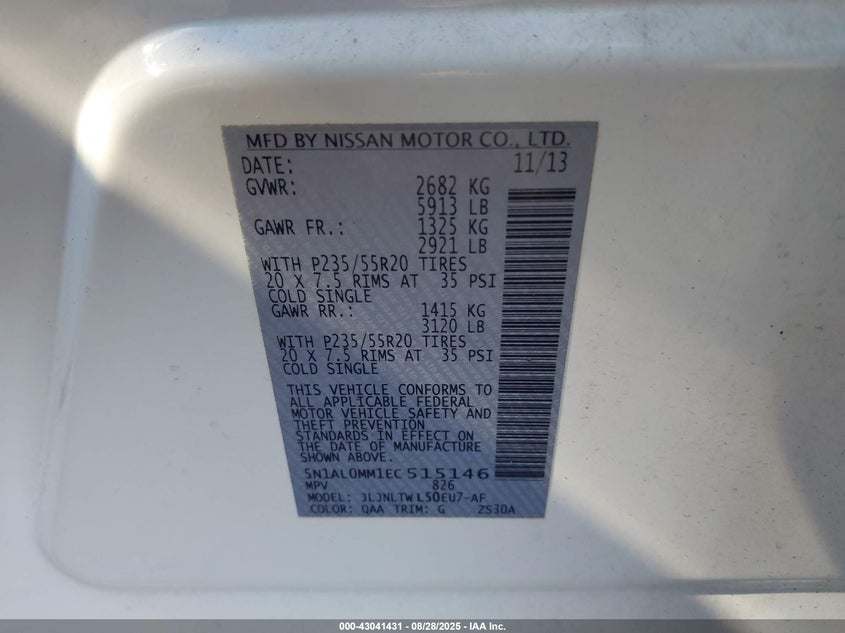 MFD BY NISSAN MOTOR CO., LTD.
DATE: 11/13
GVWR: 2682 KG
5913 LB
GAWR FR.: 1325 KG
2921 LB
WITH P235/55R20 TIRES
20 X 7.5 RIMS AT 35 PSI
COLD SINGLE
GAWR RR.: 1415 KG
3120 LB
WITH P235/55R20 TIRES
20 X 7.5 RIMS AT 35 PSI
COLD SINGLE
THIS VEHICLE CONFORMS TO
ALL APPLICABLE FEDERAL
MOTOR VEHICLE SAFETY AND
THEFT PREVENTION
STANDARDS IN EFFECT ON
THE DATE OF MANUFACTURE
SHOWN ABOVE.
5N1AL0MM1EC515146
MPV 826
MODEL: JLJNLTWL50EU7-AF
COLOR: QAA TRIM: G ZS30A
000-43041431 - 08/28/2025 - IAA Inc.